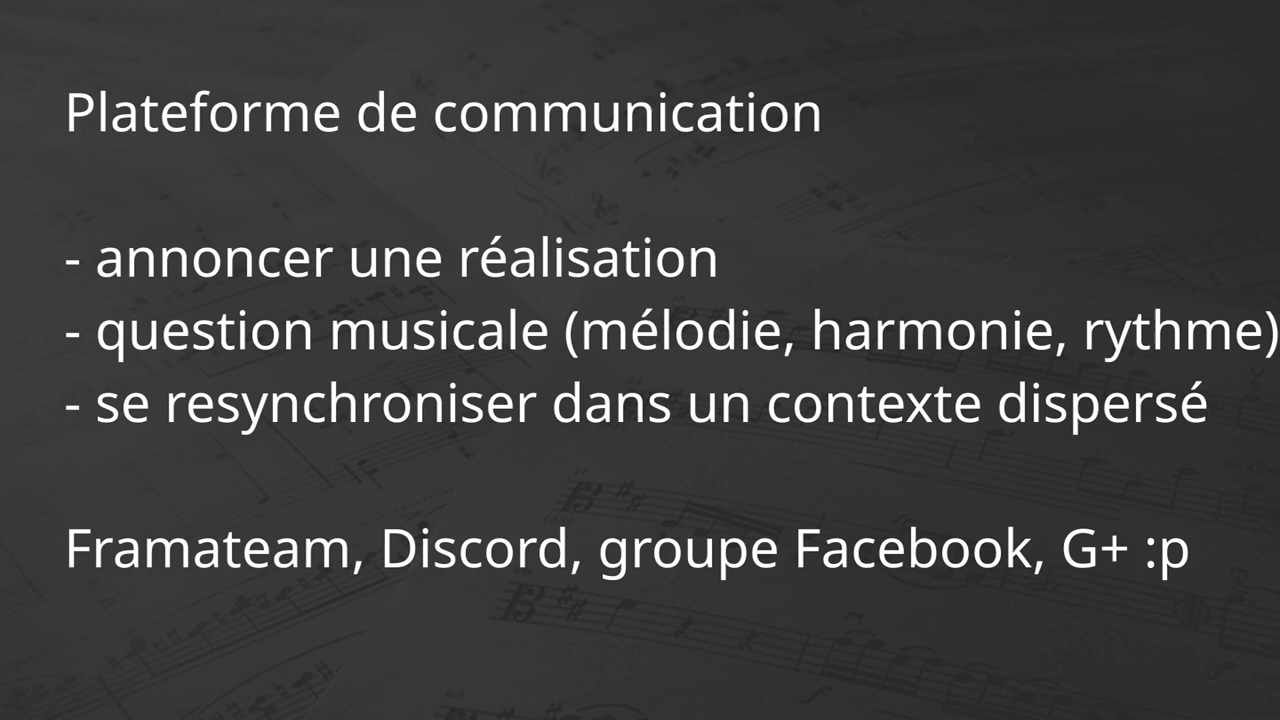 Plateforme de communication
- annoncer une réalisation
- question musicale (mélodie, harmonie, rythme)
- se resynchroniser dans un contexte dispersé
Framateam, Discord, groupe Facebook, G+ :p